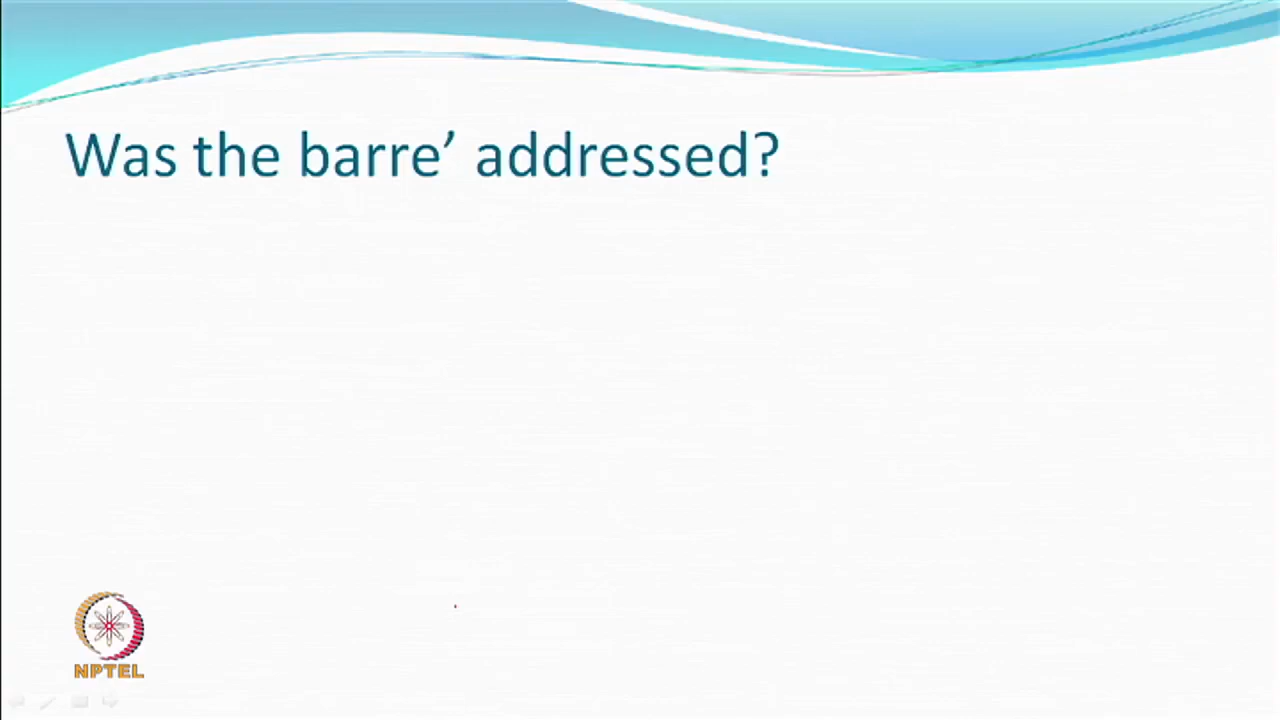 Was the barre’ addressed?
NPTEL